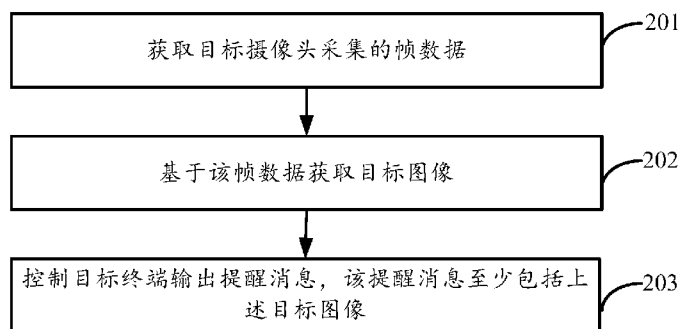 获取目标摄像头采集的帧数据
201
基于该帧数据获取目标图像
202
控制目标终端输出提醒消息，该提醒消息至少包括上
述目标图像
203